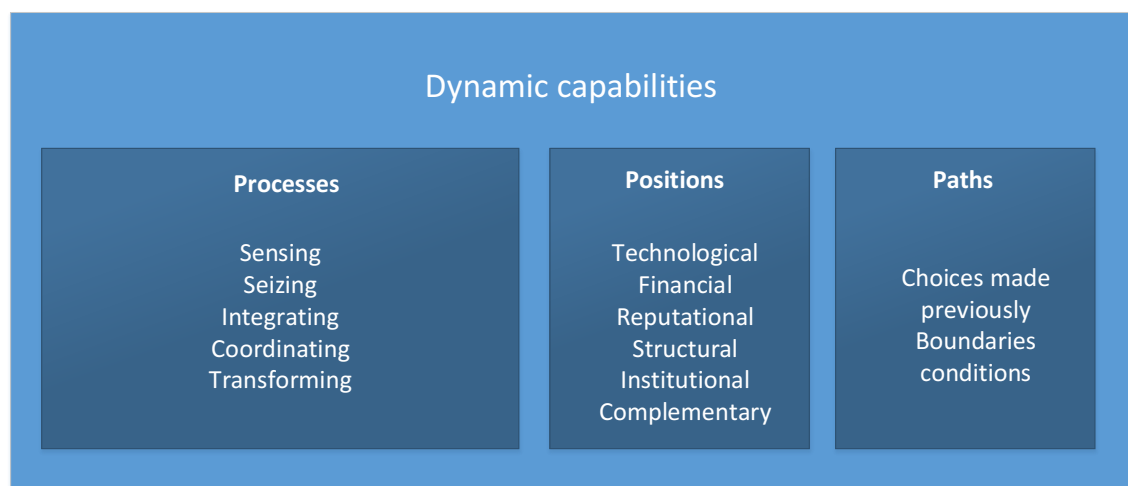 Dynamic capabilities
Processes
Sensing
Seizing
Integrating
Coordinating
Transforming
Positions
Technological
Financial
Reputational
Structural
Institutional
Complementary
Paths
Choices made
previously
Boundaries
conditions